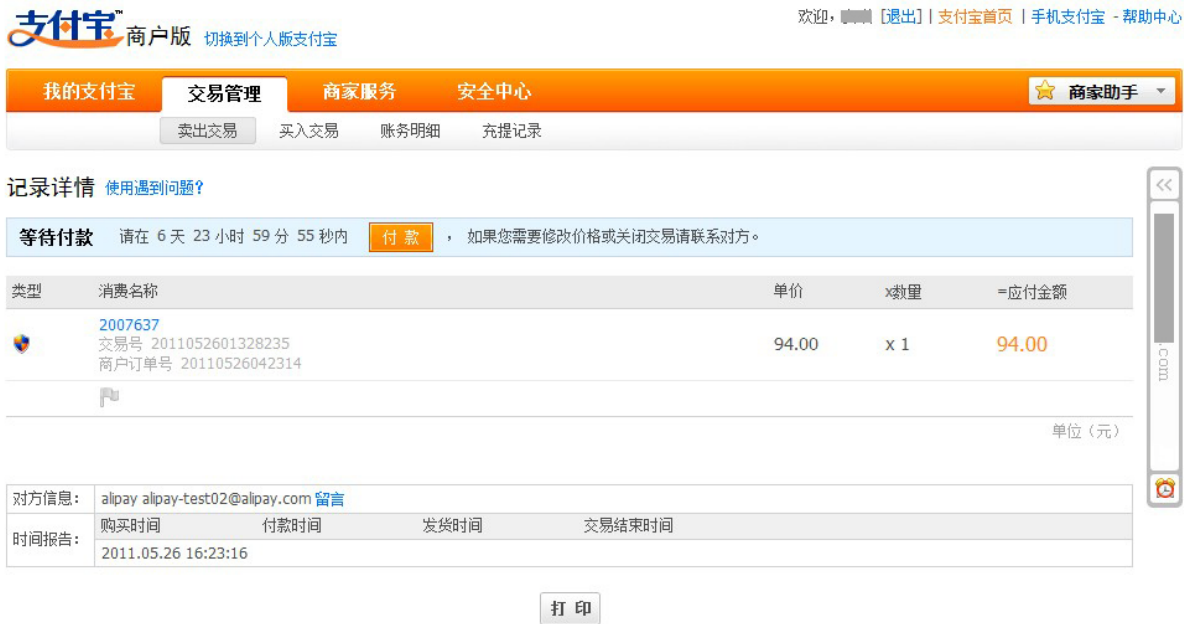 支付宝™ 商户版 切换到个人版支付宝
欢迎, [退出] | 支付宝首页 | 手机支付宝 - 帮助中心
我的支付宝 交易管理 商家服务 安全中心 商家助手
卖出交易 买入交易 账务明细 充提记录
记录详情 使用遇到问题?
等待付款 请在 6 天 23 小时 59 分 55 秒内 付 款 , 如果您需要修改价格或关闭交易请联系对方。
类型 消费名称 单价 x数量 =应付金额
2007637
交易号 2011052601328235
商户订单号 20110526042314
94.00 x 1 94.00
单位（元）
.com
对方信息: alipay alipay-test02@alipay.com 留言
时间报告: 购买时间 付款时间 发货时间 交易结束时间
2011.05.26 16:23:16
打 印